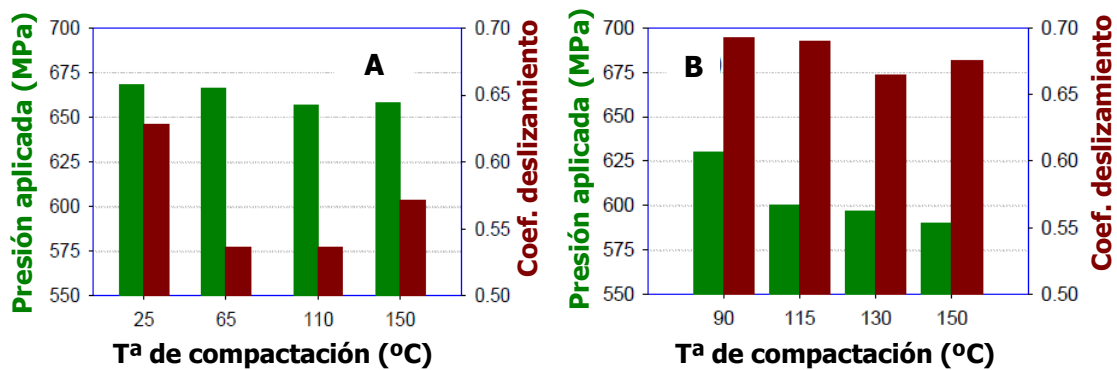 Presión aplicada (MPa)
700
675
650
625
600
575
550
A
0.70
0.65
0.60
0.55
0.50
Coef. deslizamiento
25 65 110 150
Tª de compactación (ºC)
Presión aplicada (MPa)
700
675
650
625
600
575
550
B
0.70
0.65
0.60
0.55
0.50
Coef. deslizamiento
90 115 130 150
Tª de compactación (ºC)